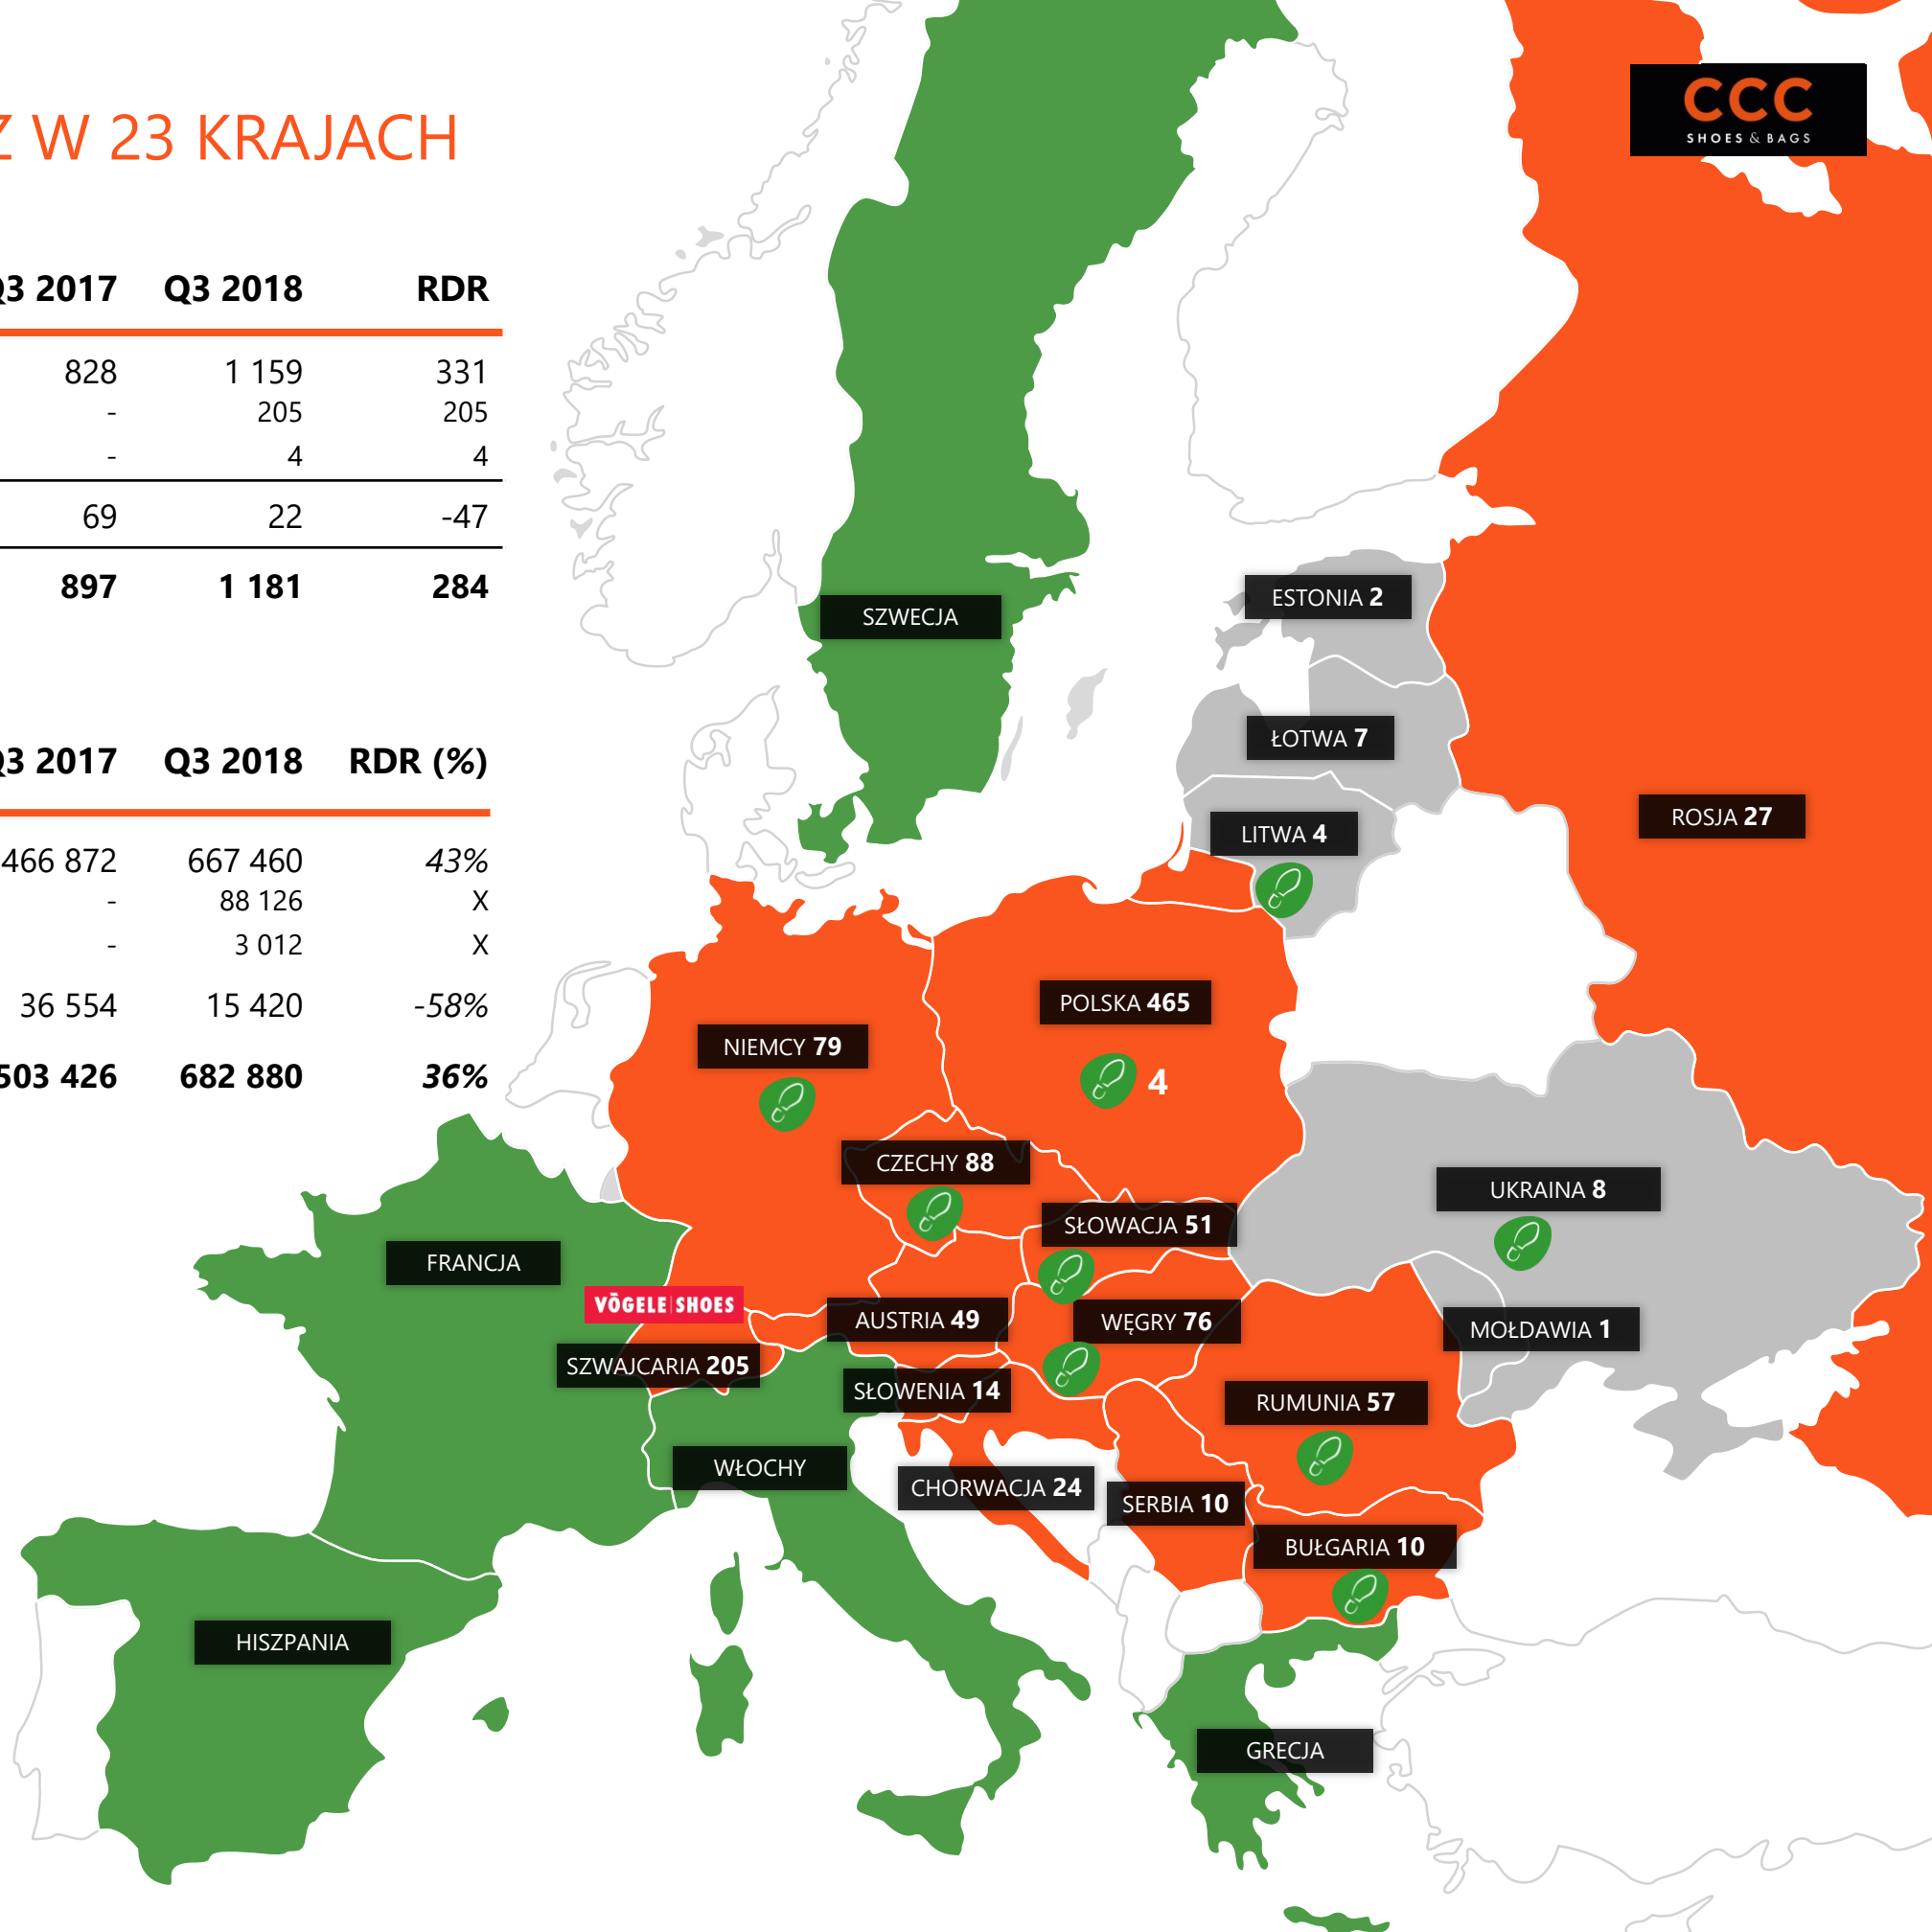 W 23 KRAJACH
CCC
SHOES & BAGS
Q3 2017 Q3 2018 RDR
828 1 159 331
- 205 205
- 4 4
69 22 -47
897 1 181 284
Q3 2017 Q3 2018 RDR (%)
466 872 667 460 43%
- 88 126 X
- 3 012 X
36 554 15 420 -58%
503 426 682 880 36%
SZWECJA
ESTONIA 2
ŁOTWA 7
LITWA 4
ROSJA 27
POLSKA 465
4
NIEMCY 79
CZECHY 88
SŁOWACJA 51
UKRAINA 8
FRANCJA
VÖGELE SHOES
AUSTRIA 49
WĘGRY 76
MOŁDAWIA 1
SZWAJCARIA 205
SŁOWENIA 14
RUMUNIA 57
WŁOCHY
CHORWACJA 24
SERBIA 10
BUŁGARIA 10
HISZPANIA
GRECJA